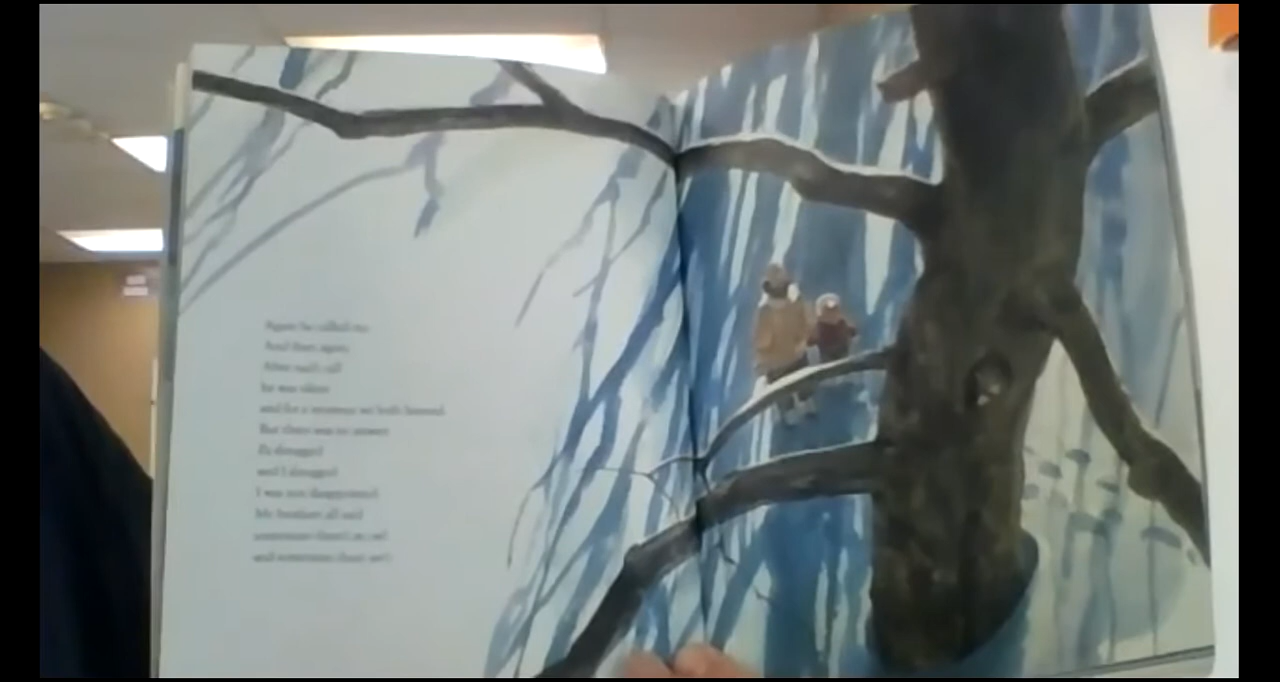 Again he called out.
And then again.
After each call
he was silent
and for a moment we both listened.
But there was no answer.
Pa shrugged
and I shrugged.
I was not disappointed.
My brothers all said
sometimes there's an owl
and sometimes there isn't.